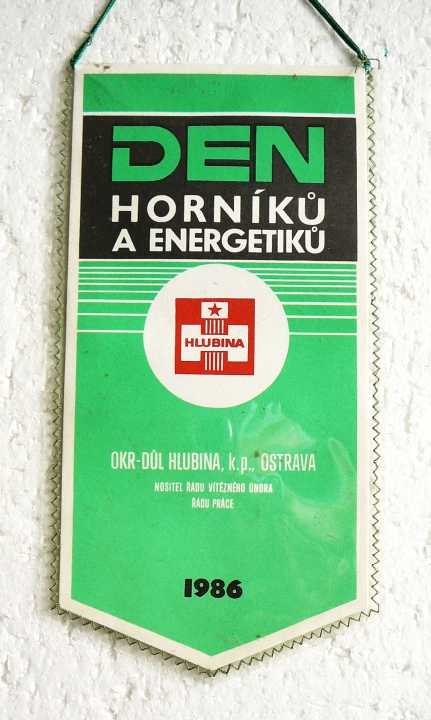 DEN
HORNÍKŮ
A ENERGETIKŮ
HLUBINA
OKR-DŮL HLUBINA, k.p., OSTRAVA
NOSITEL ŘÁDU VÍTĚZNÉHO ÚNORA
ŘÁDU PRÁCE
1986